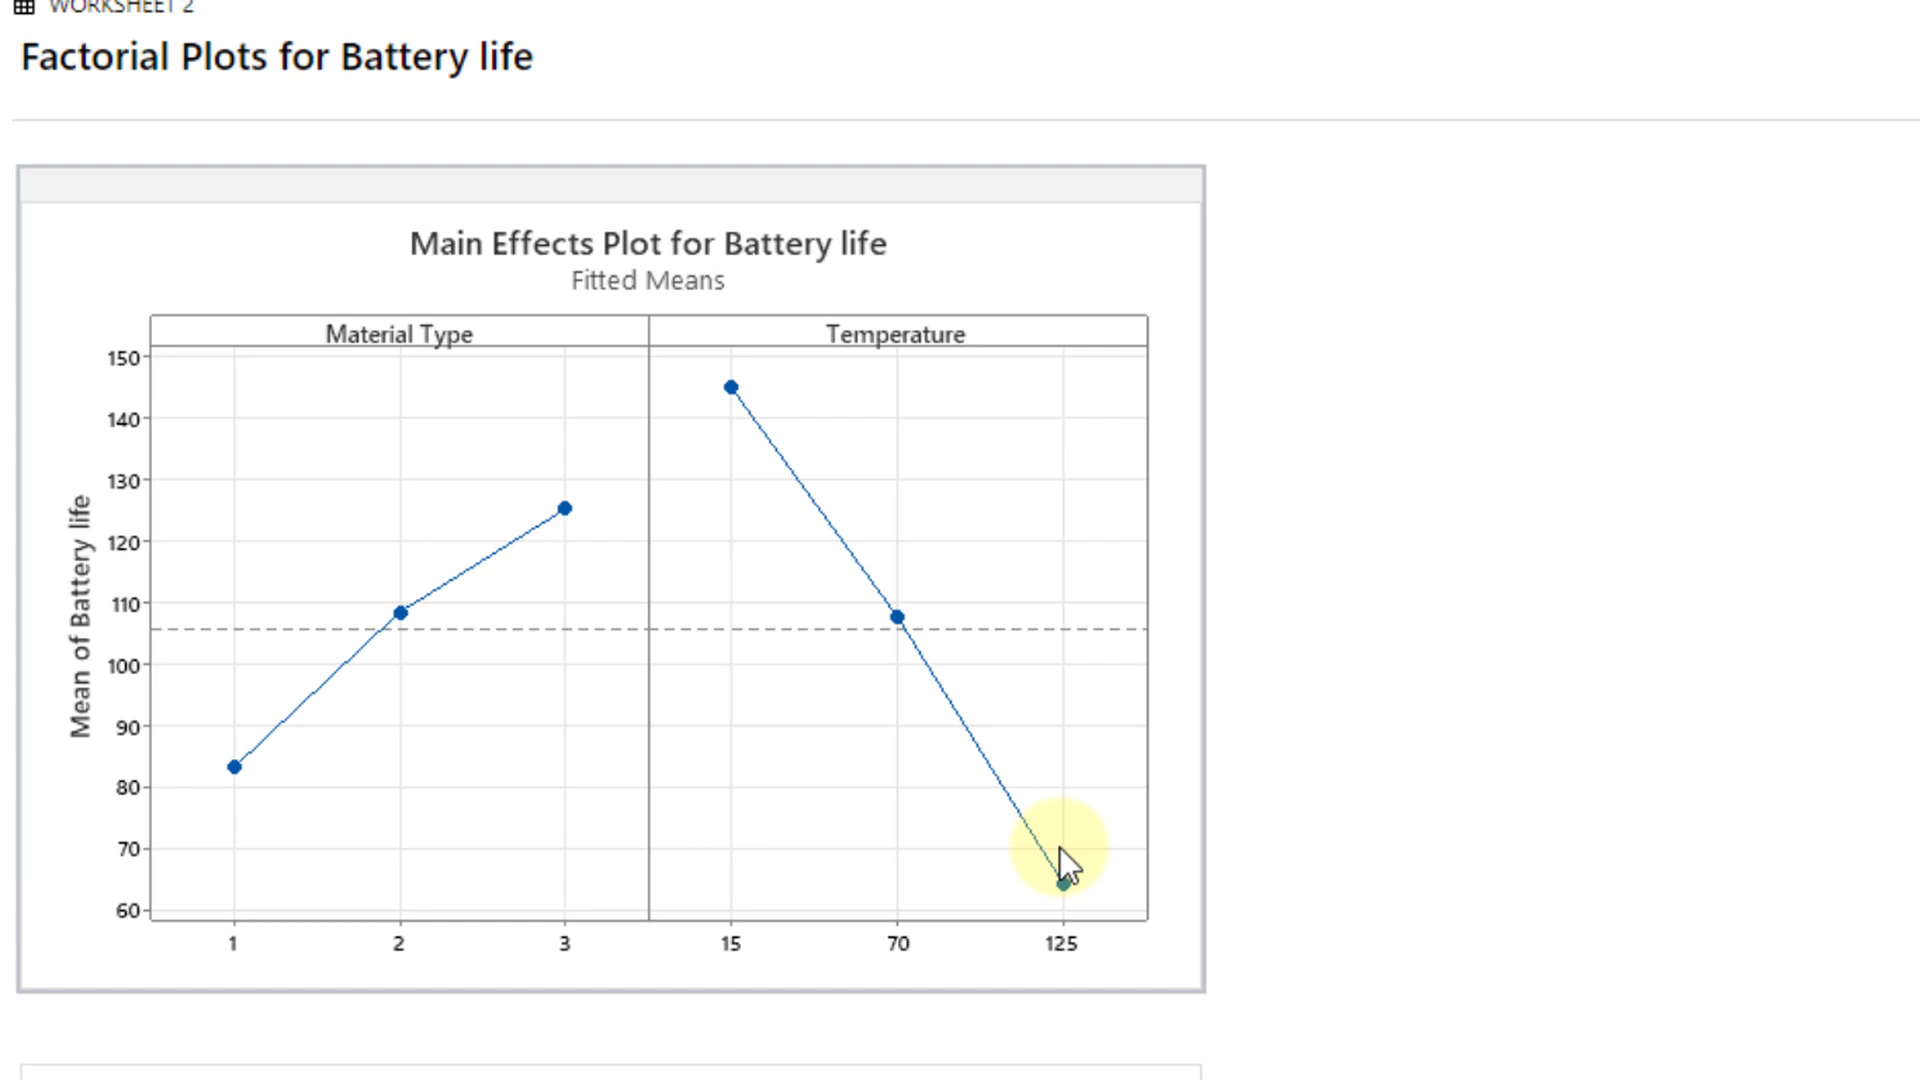 WORKSHEET 2
Factorial Plots for Battery life
Main Effects Plot for Battery life
Fitted Means
Material Type
Temperature
Mean of Battery life
150
140
130
120
110
100
90
80
70
60
1
2
3
15
70
125